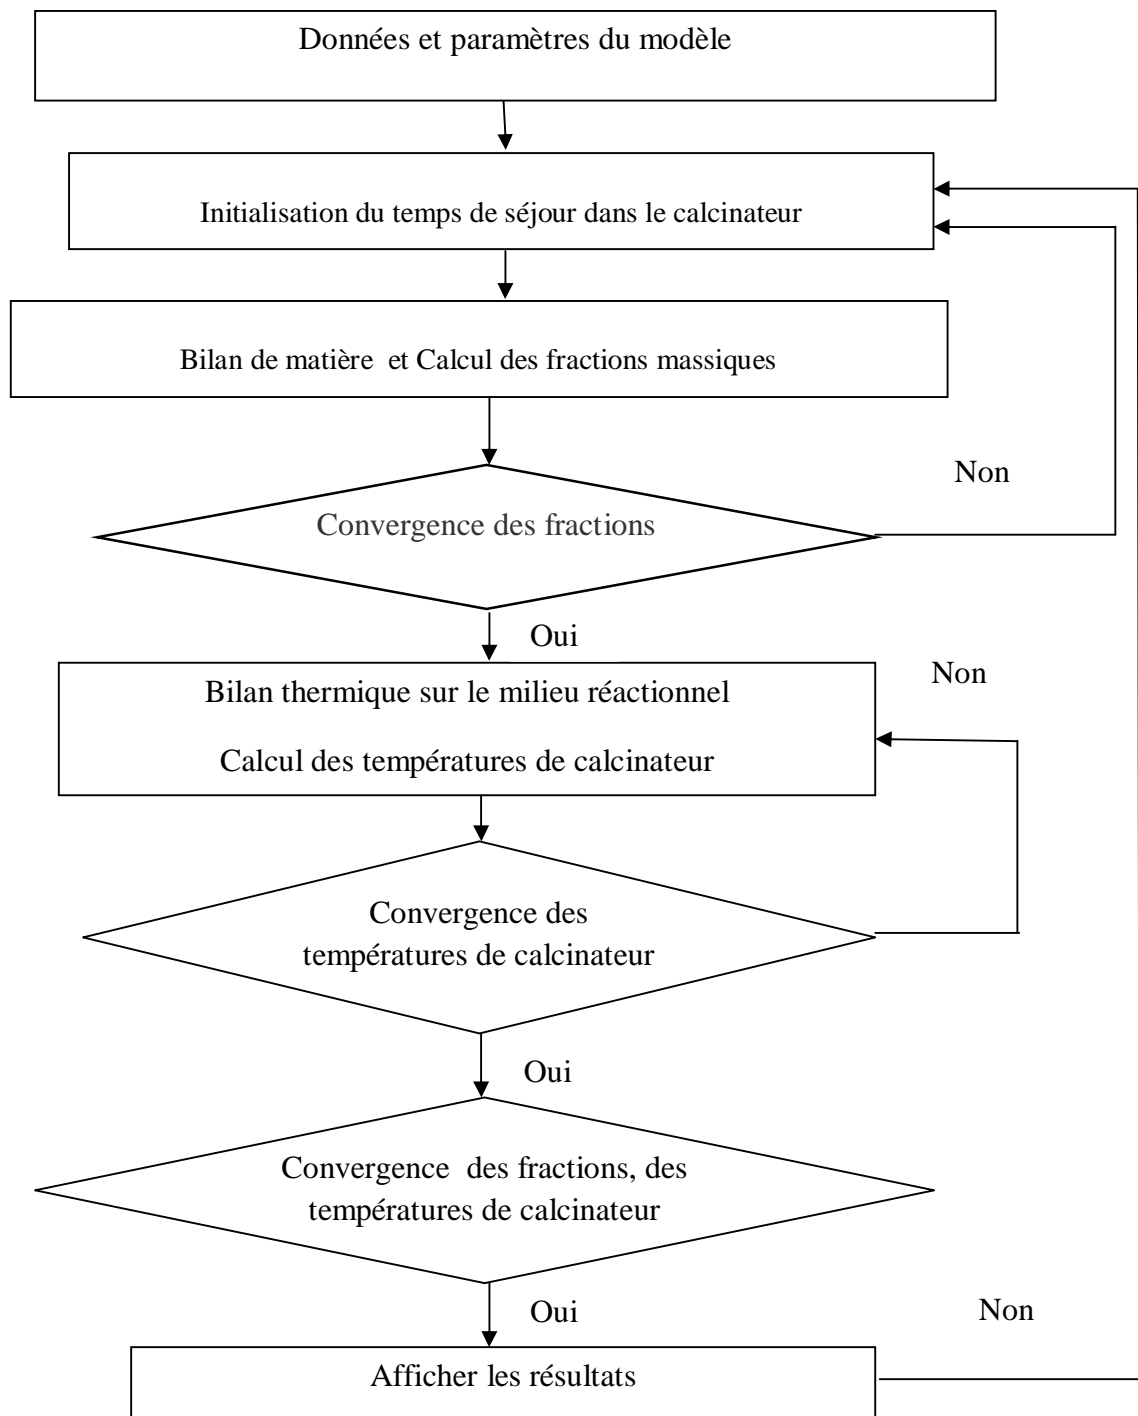 Données et paramètres du modèle
Initialisation du temps de séjour dans le calcinateur
Bilan de matière et Calcul des fractions massiques
Non
Convergence des fractions
Oui
Non
Bilan thermique sur le milieu réactionnel
Calcul des températures de calcinateur
Convergence des
températures de calcinateur
Oui
Convergence des fractions, des
températures de calcinateur
Oui
Non
Afficher les résultats